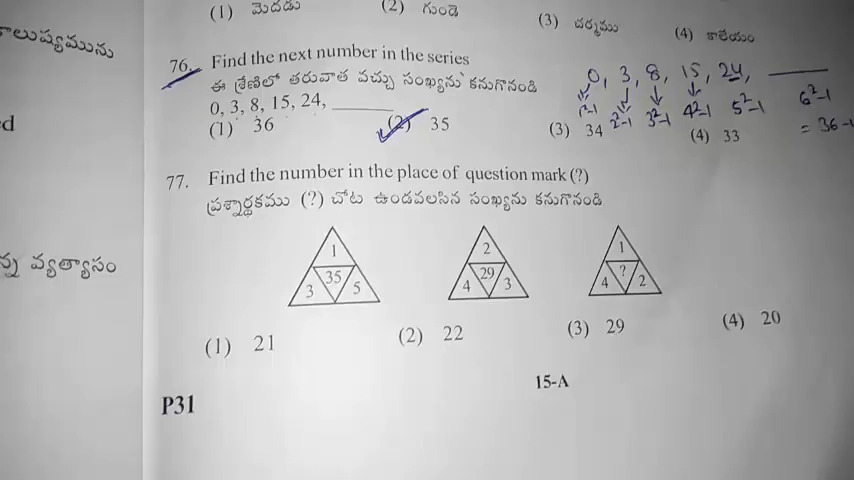 (1) మెదడు (2) గుండె (3) చర్మము (4) కాలేయం
కాలుష్యమును
76. Find the next number in the series
ఈ శ్రేణిలో తరువాత వచ్చు సంఖ్యను కనుగొనండి
0, 3, 8, 15, 24, ______
(1) 36 (2) 35 (3) 34 (4) 33
0, 3, 8, 15, 24, ______
1²-1 2²-1 3²-1 4²-1 5²-1 6²-1
= 36-
77. Find the number in the place of question mark (?)
ప్రశ్నార్థకము (?) చోట ఉండవలసిన సంఖ్యను కనుగొనండి
వ్యత్యాసం
1 2 1
35 29 ?
3 5 4 3 4 2
(1) 21 (2) 22 (3) 29 (4) 20
15-A
P31